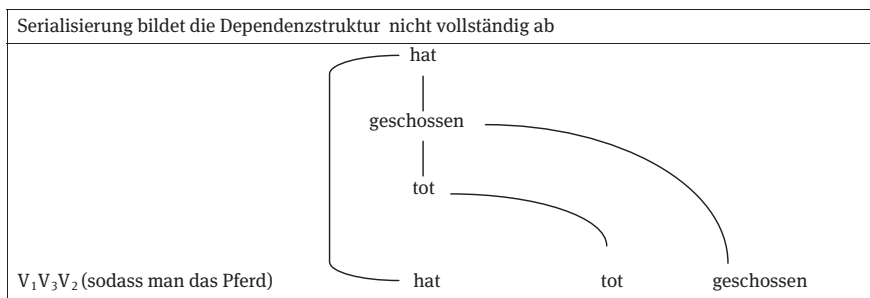 Serialisierung bildet die Dependenzstruktur nicht vollständig ab
hat
geschossen
tot
V₁V₃V₂ (sodass man das Pferd) hat tot geschossen